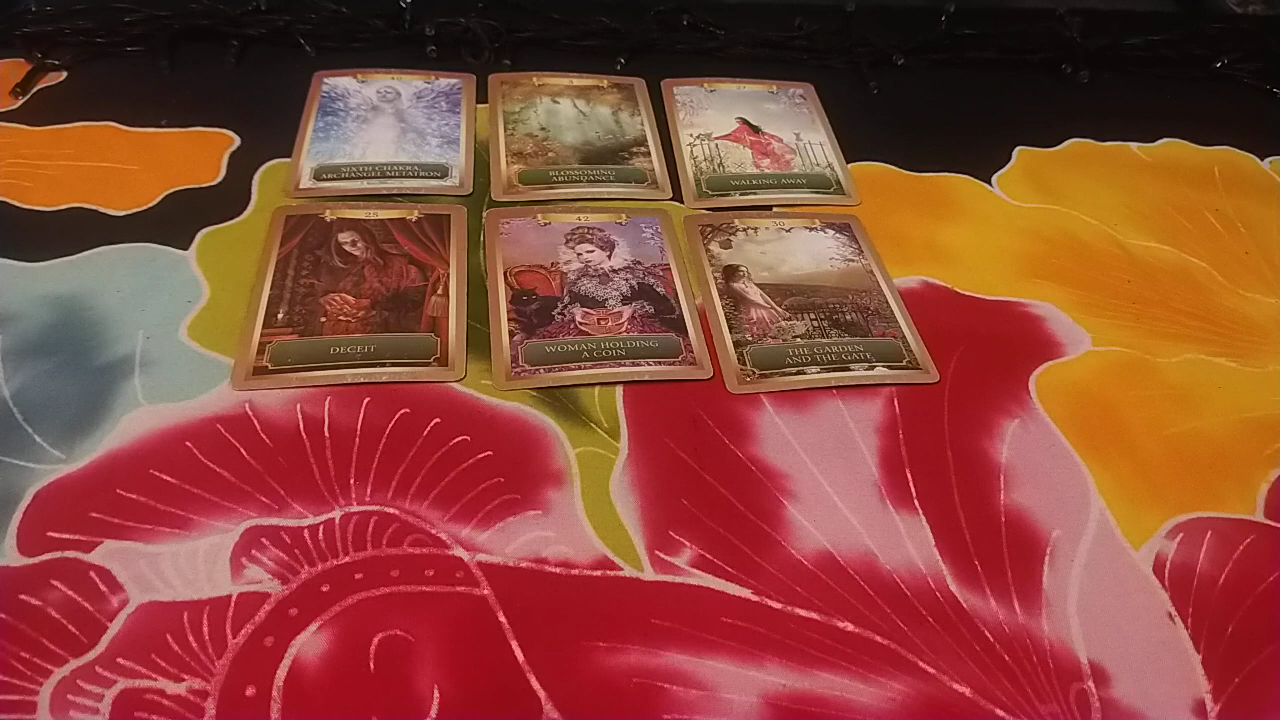 SIXTH CHAKRA,
ARCHANGEL METATRON
BLOSSOMING
ABUNDANCE
27
WALKING AWAY
25
DECEIT
42
WOMAN HOLDING
A COIN
30
THE GARDEN
AND THE GATE